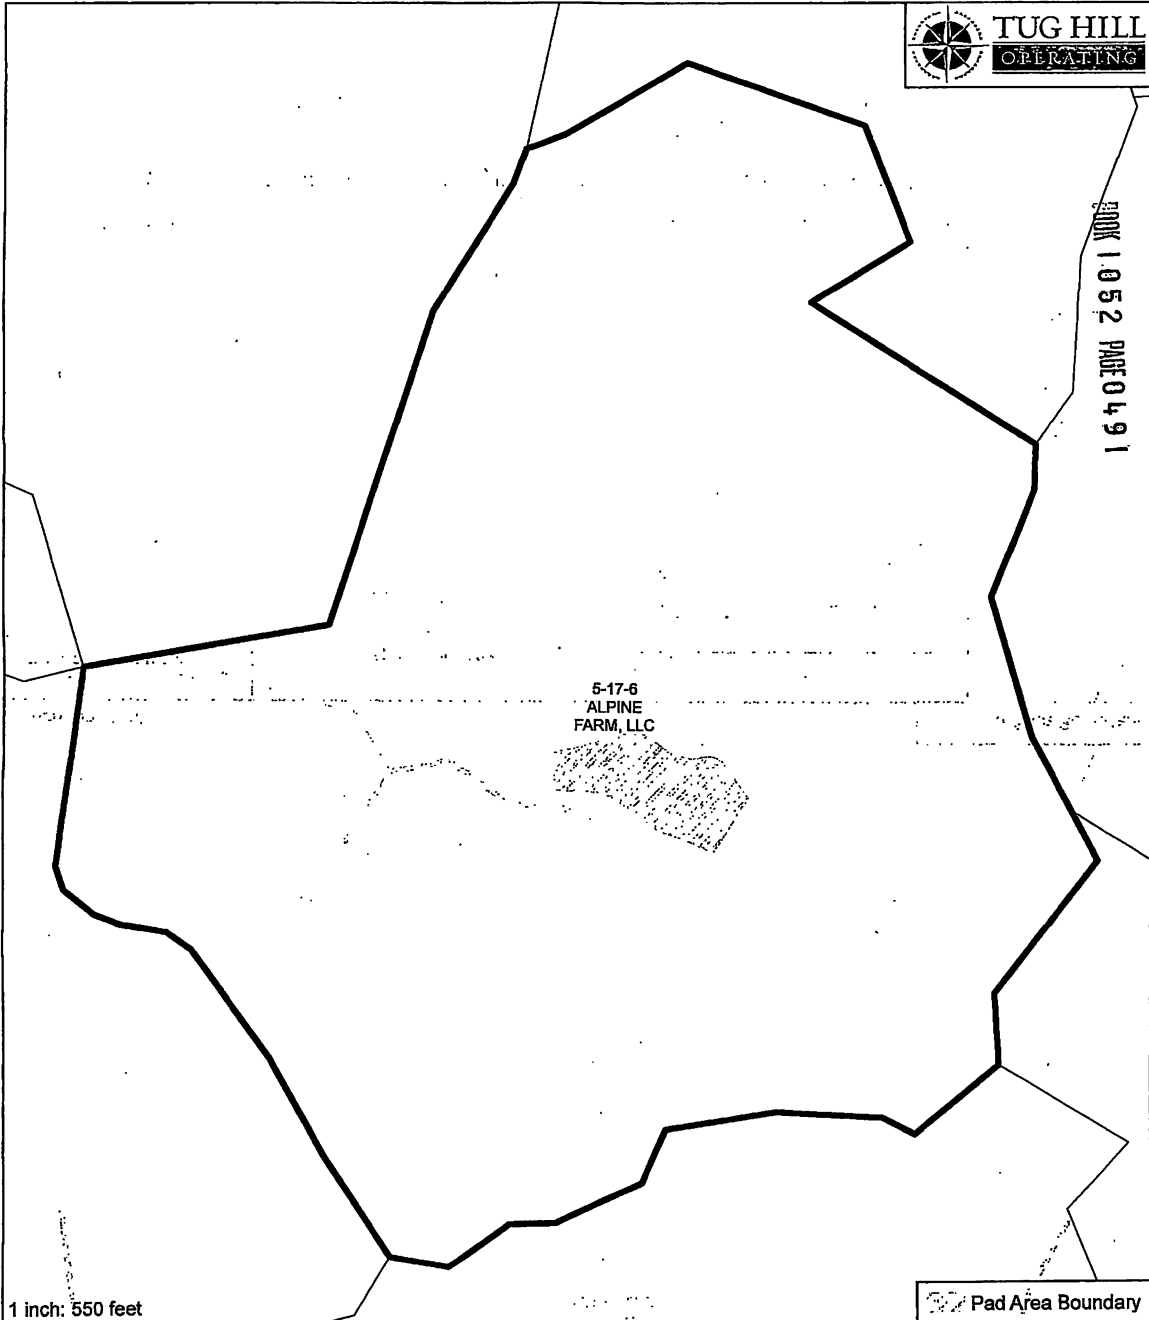 TUG HILL
OPERATING
BOOK 1052 PAGE 0491
5-17-6
ALPINE
FARM, LLC
1 inch: 550 feet
Pad Area Boundary